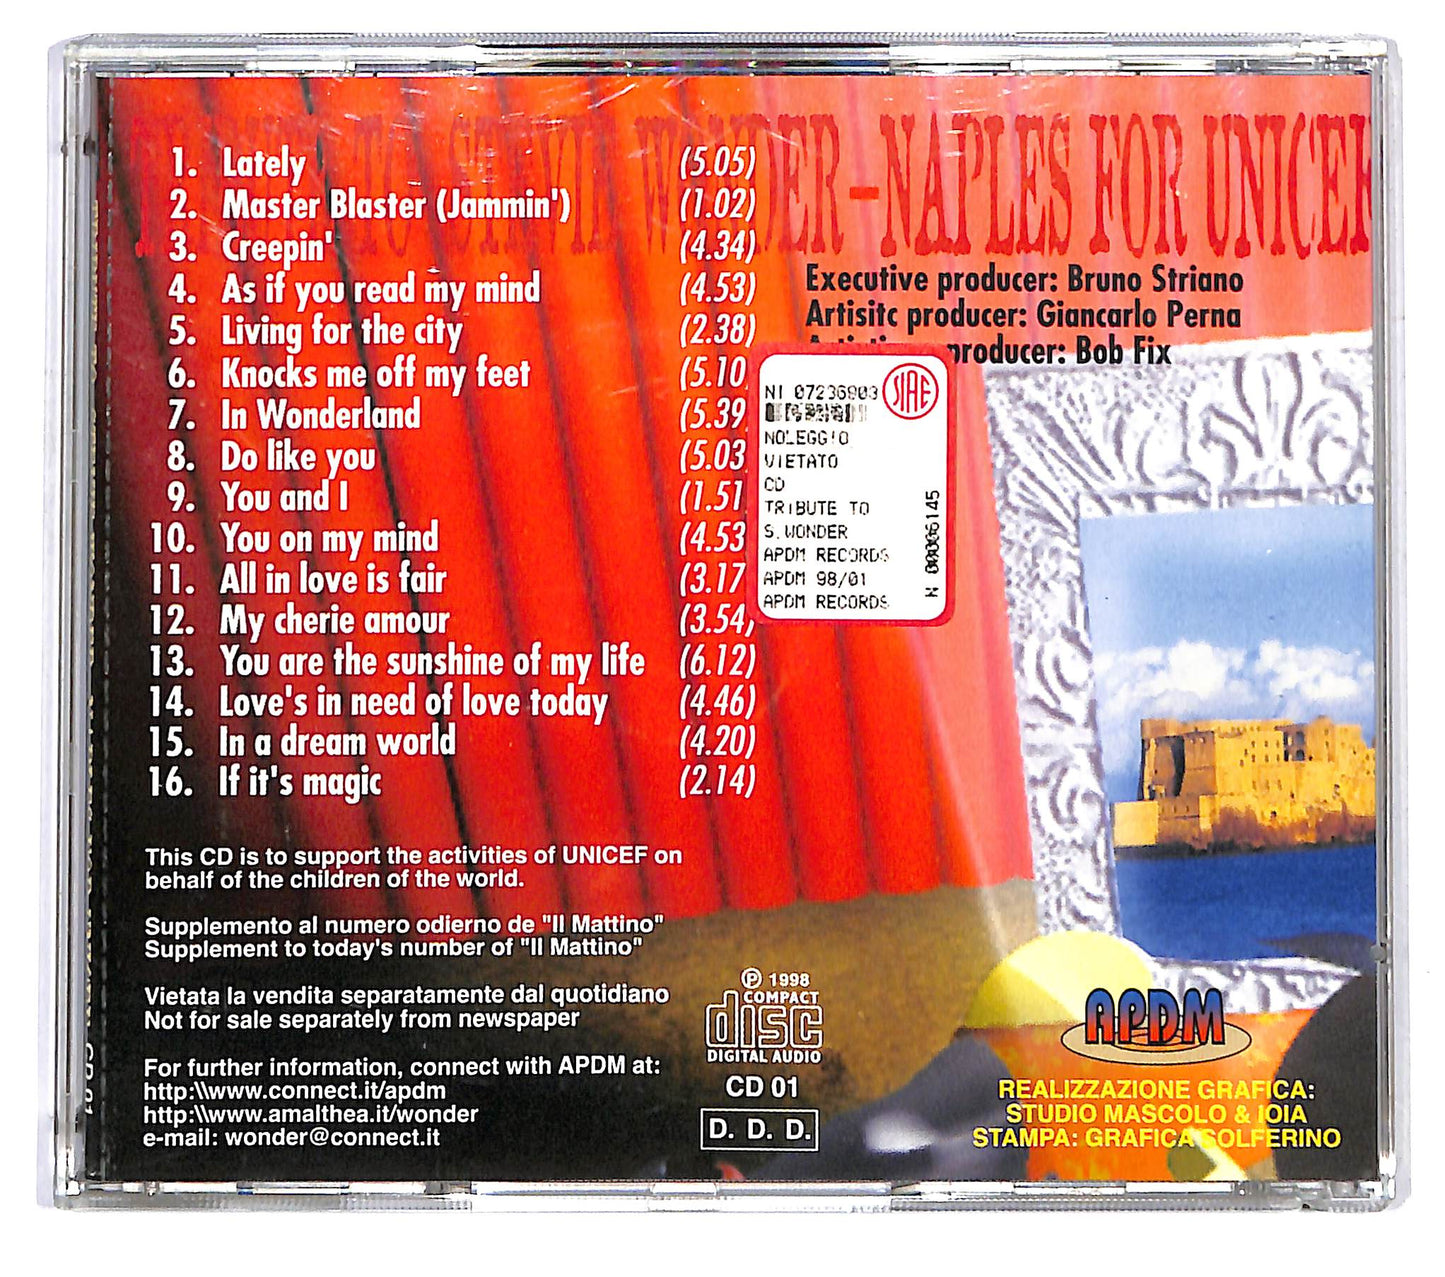 TRIBUTE TO STEVIE WONDER - NAPLES FOR UNICEF
1. Lately (5.05)
2. Master Blaster (Jammin') (1.02)
3. Creepin' (4.34)
4. As if you read my mind (4.53)
5. Living for the city (2.38)
6. Knocks me off my feet (5.10
7. In Wonderland (5.39
8. Do like you (5.03
9. You and I (1.51
10. You on my mind (4.53
11. All in love is fair (3.17
12. My cherie amour (3.54)
13. You are the sunshine of my life (6.12)
14. Love's in need of love today (4.46)
15. In a dream world (4.20)
16. If it's magic (2.14)
Executive producer: Bruno Striano
Artisitc producer: Giancarlo Perna
producer: Bob Fix
NI 07236903
SIAE
NOLEGGIO
VIETATO
CD
TRIBUTE TO
S.WONDER
APDM RECORDS
APDM 98/01
APDM RECORDS
N 00066145
This CD is to support the activities of UNICEF on
behalf of the children of the world.
Supplemento al numero odierno de "Il Mattino"
Supplement to today's number of "Il Mattino"
Vietata la vendita separatamente dal quotidiano
Not for sale separately from newspaper
For further information, connect with APDM at:
http:\\www.connect.it/apdm
http:\\www.amalthea.it/wonder
e-mail: wonder@connect.it
℗ 1998
COMPACT
disc
DIGITAL AUDIO
CD 01
D. D. D.
APDM
REALIZZAZIONE GRAFICA:
STUDIO MASCOLO & IOIA
STAMPA: GRAFICA SOLFERINO
CD 01